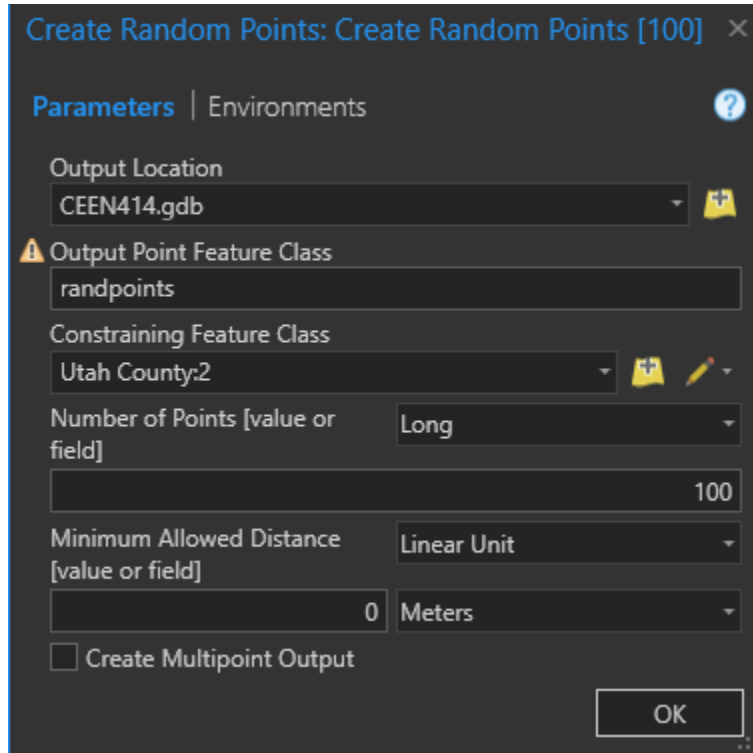 Create Random Points: Create Random Points [100]
Parameters | Environments
Output Location
CEEN414.gdb
Output Point Feature Class
randpoints
Constraining Feature Class
Utah County:2
Number of Points [value or
field]
Long
100
Minimum Allowed Distance
[value or field]
Linear Unit
0
Meters
Create Multipoint Output
OK